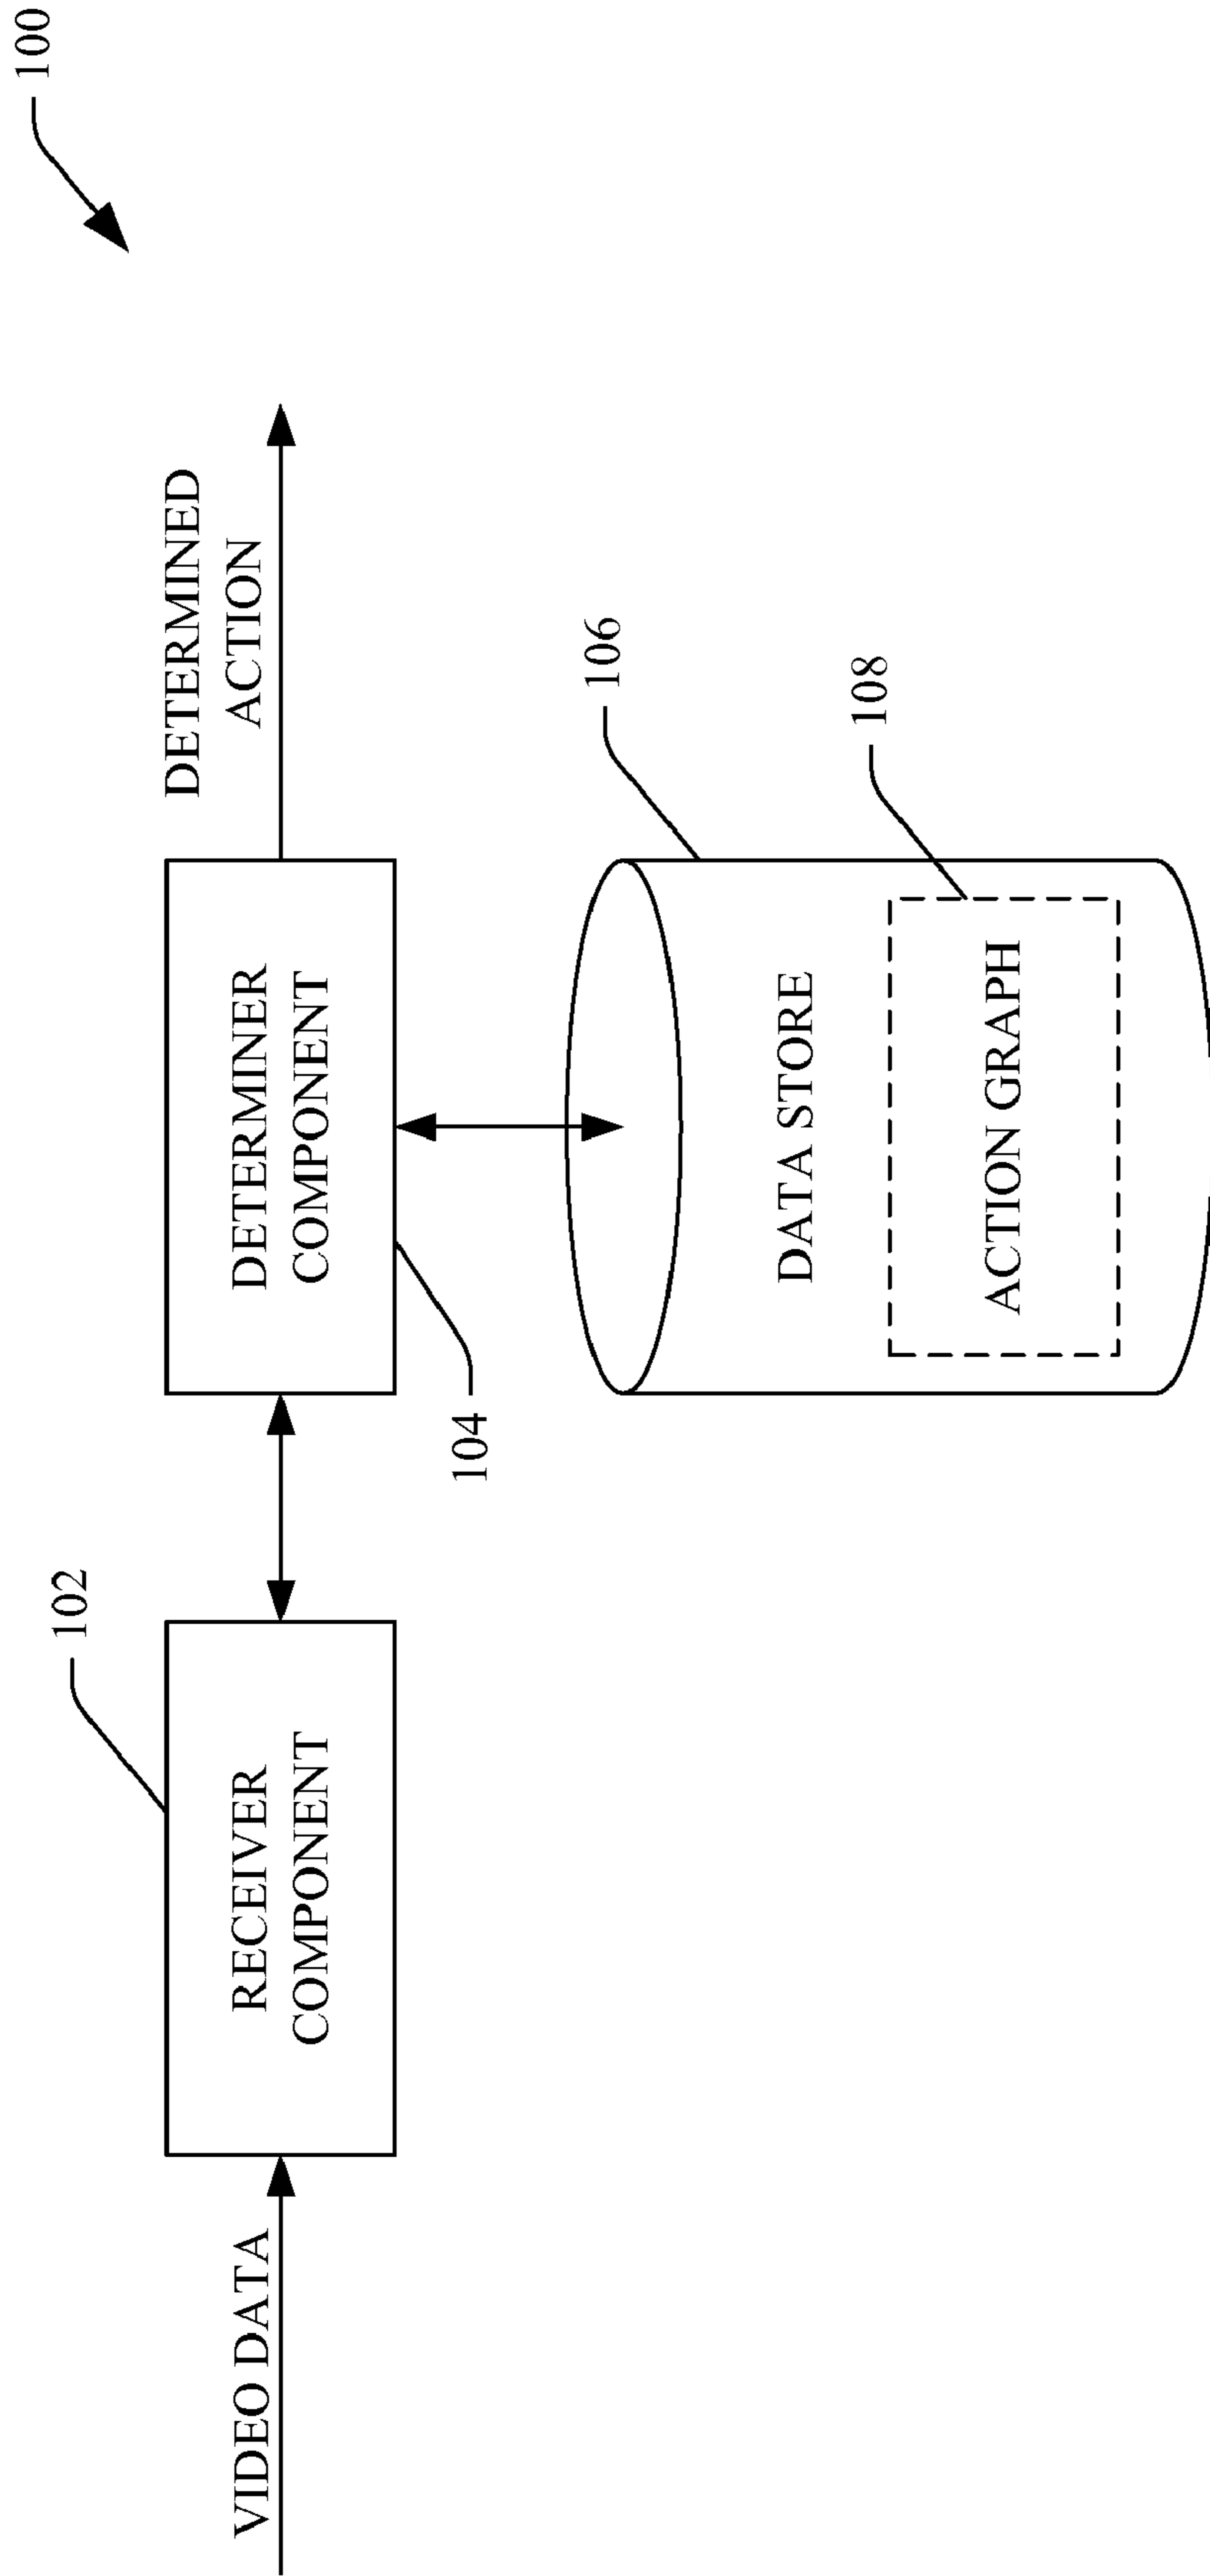 100
VIDEO DATA
102
RECEIVER
COMPONENT
DETERMINER
COMPONENT
104
DETERMINED
ACTION
106
DATA STORE
108
ACTION GRAPH